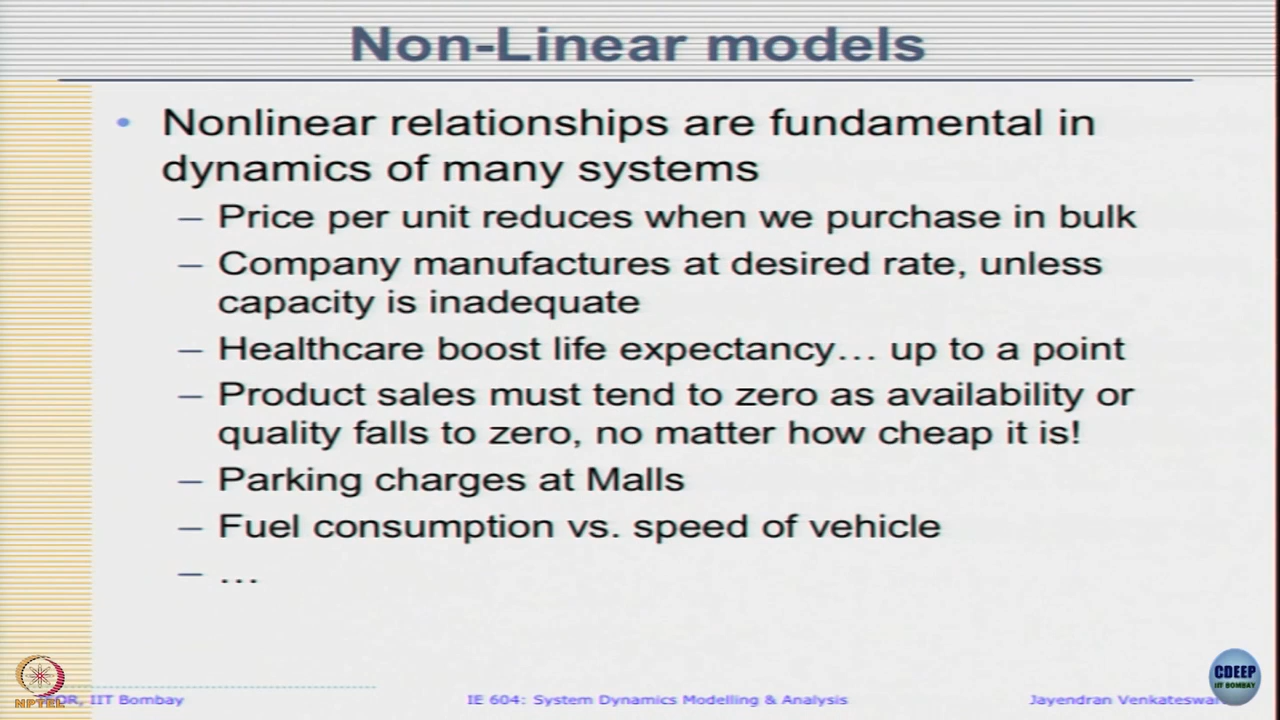 Non-Linear models
• Nonlinear relationships are fundamental in
dynamics of many systems
– Price per unit reduces when we purchase in bulk
– Company manufactures at desired rate, unless
capacity is inadequate
– Healthcare boost life expectancy… up to a point
– Product sales must tend to zero as availability or
quality falls to zero, no matter how cheap it is!
– Parking charges at Malls
– Fuel consumption vs. speed of vehicle
– …
CDEEP
IIT BOMBAY
IIT Bombay
IE 604: System Dynamics Modelling & Analysis
Jayendran
NPTEL